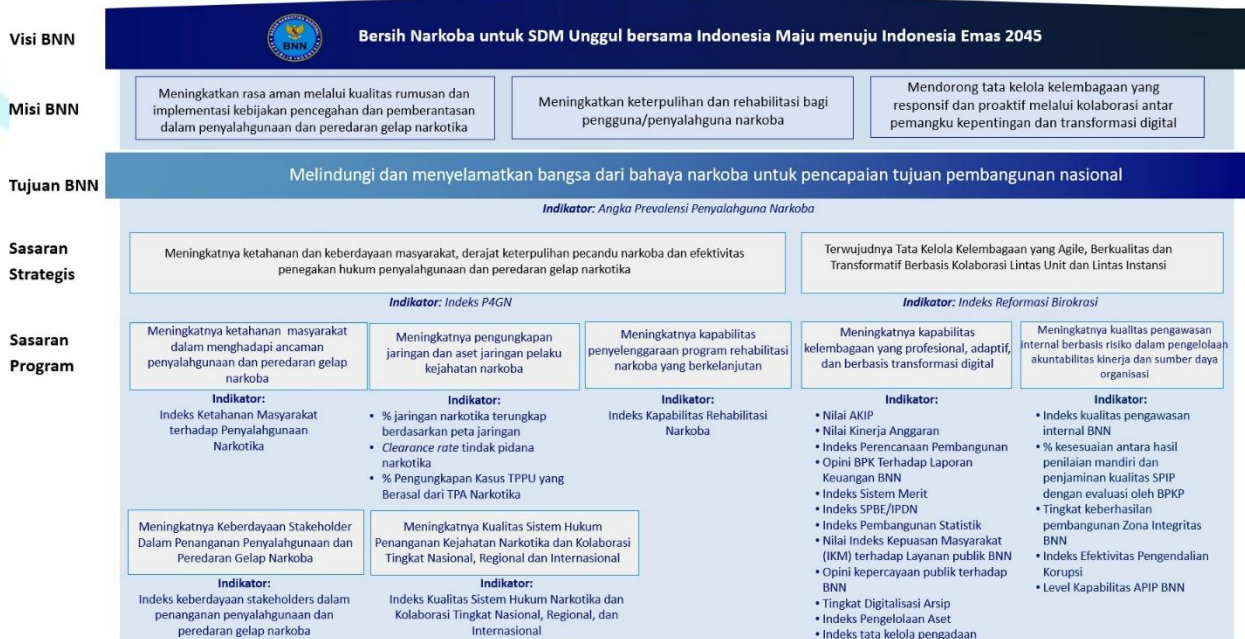 Visi BNN
BNN
Bersih Narkoba untuk SDM Unggul bersama Indonesia Maju menuju Indonesia Emas 2045
Misi BNN
Meningkatkan rasa aman melalui kualitas rumusan dan
implementasi kebijakan pencegahan dan pemberantasan
dalam penyalahgunaan dan peredaran gelap narkotika
Meningkatkan keterpulihan dan rehabilitasi bagi
pengguna/penyalahguna narkoba
Mendorong tata kelola kelembagaan yang
responsif dan proaktif melalui kolaborasi antar
pemangku kepentingan dan transformasi digital
Tujuan BNN
Melindungi dan menyelamatkan bangsa dari bahaya narkoba untuk pencapaian tujuan pembangunan nasional
Indikator: Angka Prevalensi Penyalahguna Narkoba
Sasaran
Strategis
Meningkatnya ketahanan dan keberdayaan masyarakat, derajat keterpulihan pecandu narkoba dan efektivitas
penegakan hukum penyalahgunaan dan peredaran gelap narkotika
Indikator: Indeks P4GN
Terwujudnya Tata Kelola Kelembagaan yang Agile, Berkualitas dan
Transformatif Berbasis Kolaborasi Lintas Unit dan Lintas Instansi
Indikator: Indeks Reformasi Birokrasi
Sasaran
Program
Meningkatnya ketahanan masyarakat
dalam menghadapi ancaman
penyalahgunaan dan peredaran gelap
narkoba
Indikator:
Indeks Ketahanan Masyarakat
terhadap Penyalahgunaan
Narkotika
Meningkatnya pengungkapan
jaringan dan aset jaringan pelaku
kejahatan narkoba
Indikator:
• % jaringan narkotika terungkap
berdasarkan peta jaringan
• Clearance rate tindak pidana
narkotika
• % Pengungkapan Kasus TPPU yang
Berasal dari TPA Narkotika
Meningkatnya kapabilitas
penyelenggaraan program rehabilitasi
narkoba yang berkelanjutan
Indikator:
Indeks Kapabilitas Rehabilitasi
Narkoba
Meningkatnya kapabilitas
kelembagaan yang profesional, adaptif,
dan berbasis transformasi digital
Indikator:
• Nilai AKIP
• Nilai Kinerja Anggaran
• Indeks Perencanaan Pembangunan
• Opini BPK Terhadap Laporan
Keuangan BNN
• Indeks Sistem Merit
• Indeks SPBE/IPDN
• Indeks Pembangunan Statistik
• Nilai Indeks Kepuasan Masyarakat
(IKM) terhadap Layanan publik BNN
• Opini kepercayaan publik terhadap
BNN
• Tingkat Digitalisasi Arsip
• Indeks Pengelolaan Aset
• Indeks tata kelola pengadaan
Meningkatnya kualitas pengawasan
internal berbasis risiko dalam pengelolaan
akuntabilitas kinerja dan sumber daya
organisasi
Indikator:
• Indeks kualitas pengawasan
internal BNN
• % kesesuaian antara hasil
penilaian mandiri dan
penjaminan kualitas SPIP
dengan evaluasi oleh BPKP
• Tingkat keberhasilan
pembangunan Zona Integritas
BNN
• Indeks Efektivitas Pengendalian
Korupsi
• Level Kapabilitas APIP BNN
Meningkatnya Keberdayaan Stakeholder
Dalam Penanganan Penyalahgunaan dan
Peredaran Gelap Narkoba
Indikator:
Indeks keberdayaan stakeholders dalam
penanganan penyalahgunaan dan
peredaran gelap narkoba
Meningkatnya Kualitas Sistem Hukum
Penanganan Kejahatan Narkotika dan Kolaborasi
Tingkat Nasional, Regional dan Internasional
Indikator:
Indeks Kualitas Sistem Hukum Narkotika dan
Kolaborasi Tingkat Nasional, Regional, dan
Internasional